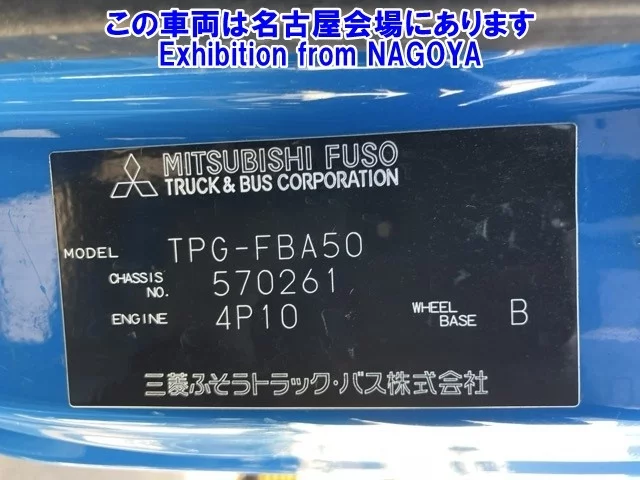 この車両は名古屋会場にあります
Exhibition from NAGOYA
MITSUBISHI FUSO
TRUCK & BUS CORPORATION
MODEL TPG-FBA50
CHASSIS NO. 570261
ENGINE 4P10 WHEEL BASE B
三菱ふそうトラック・バス株式会社